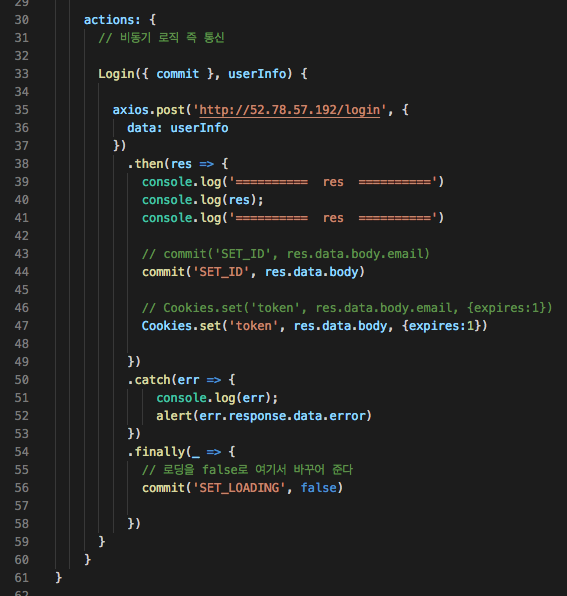 29
30 actions: {
31 // 비동기 로직 즉 통신
32
33 Login({ commit }, userInfo) {
34
35 axios.post('http://52.78.57.192/login', {
36 data: userInfo
37 })
38 .then(res => {
39 console.log('========== res ==========')
40 console.log(res);
41 console.log('========== res ==========')
42
43 // commit('SET_ID', res.data.body.email)
44 commit('SET_ID', res.data.body)
45
46 // Cookies.set('token', res.data.body.email, {expires:1})
47 Cookies.set('token', res.data.body, {expires:1})
48
49 })
50 .catch(err => {
51 console.log(err);
52 alert(err.response.data.error)
53 })
54 .finally(_ => {
55 // 로딩을 false로 여기서 바꾸어 준다
56 commit('SET_LOADING', false)
57
58 })
59 }
60 }
61 }
62